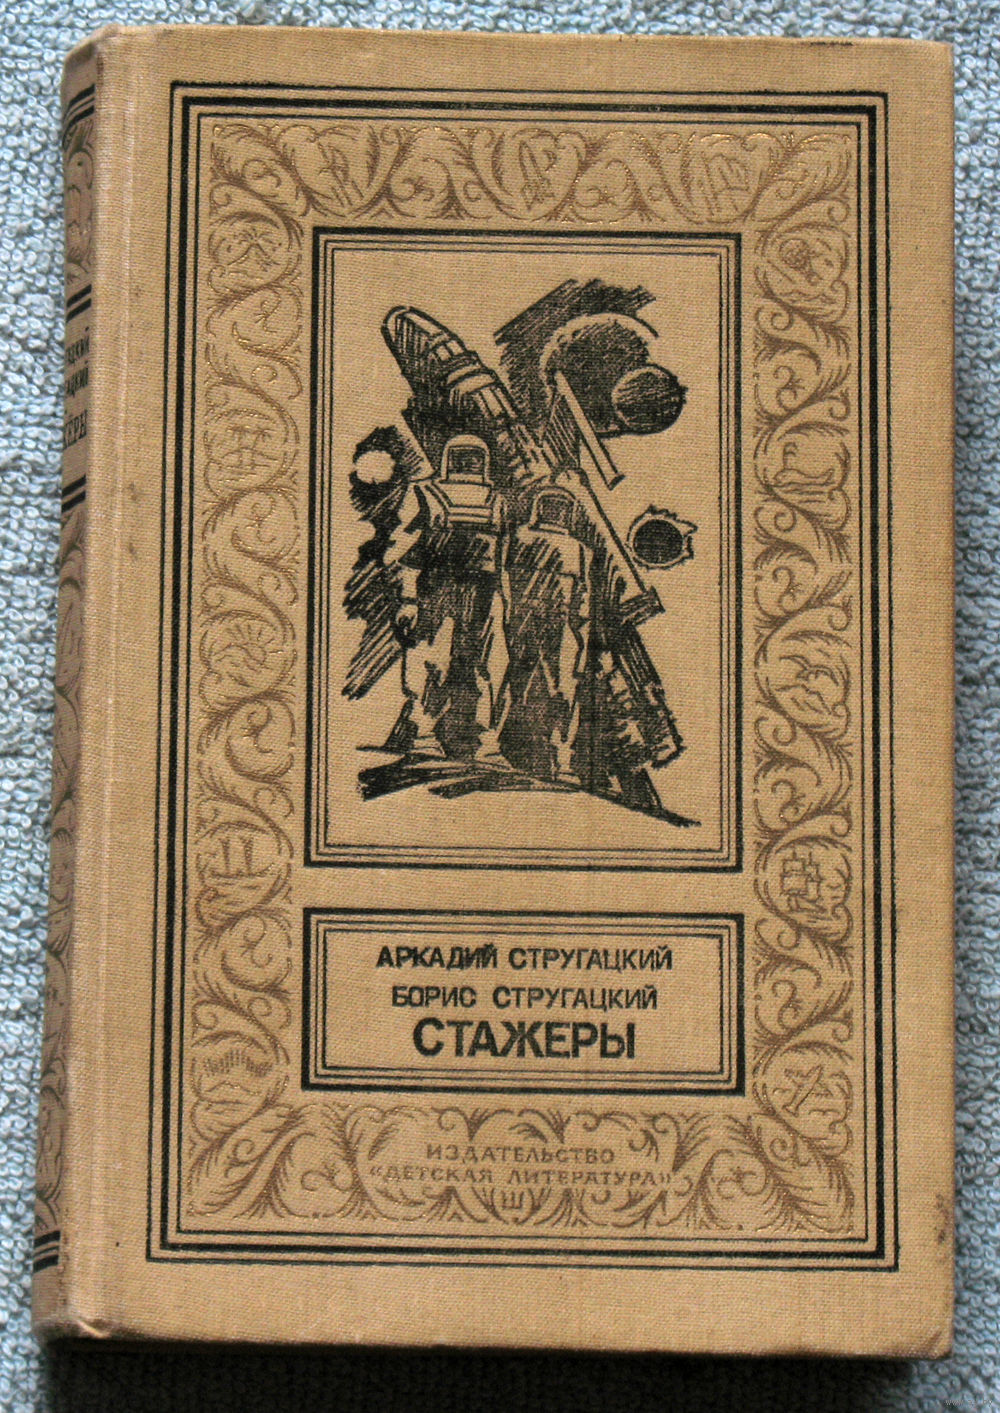 АРКАДИЙ СТРУГАЦКИЙ
БОРИС СТРУГАЦКИЙ
СТАЖЕРЫ
ИЗДАТЕЛЬСТВО
«ДЕТСКАЯ ЛИТЕРАТУРА»